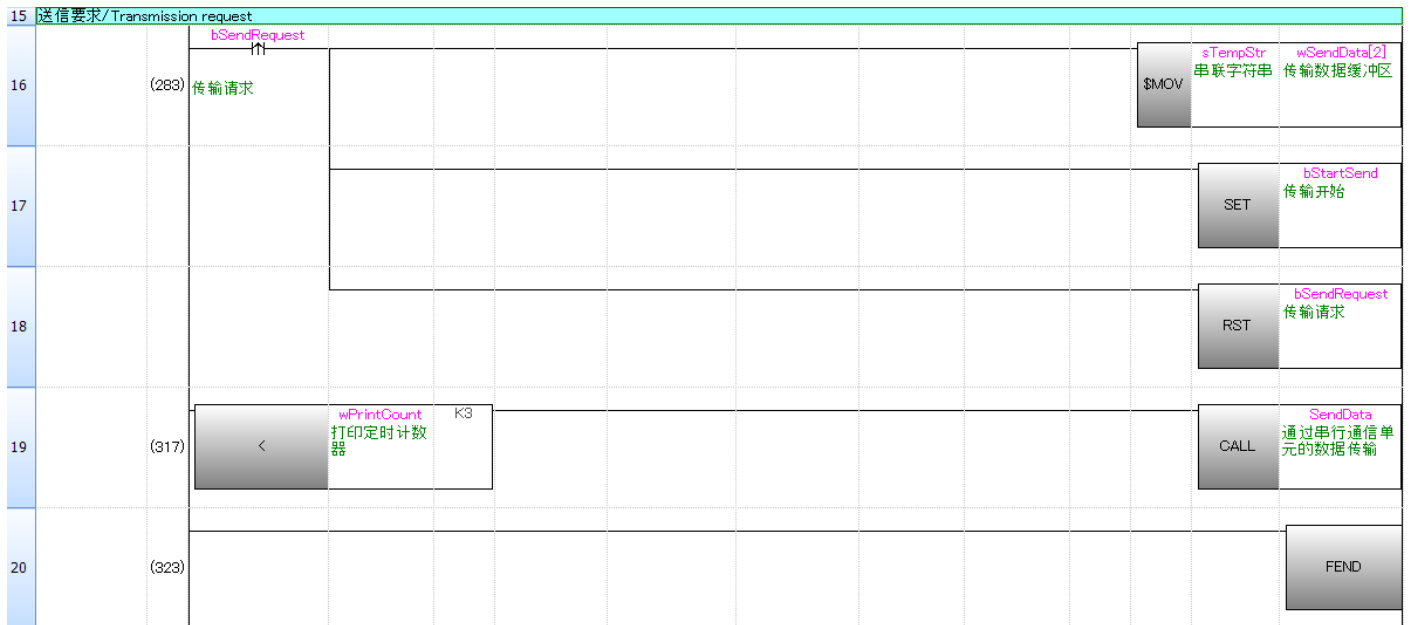 15 送信要求/Transmission request
bSendRequest
sTempStr wSendData[2]
串联字符串 传输数据缓冲区
16 (283) 传输请求 $MOV
bStartSend
传输开始
17 SET
bSendRequest
传输请求
18 RST
wPrintCount K3 SendData
打印定时计数器 通过串行通信单元的数据传输
19 (317) < CALL
20 (323) FEND